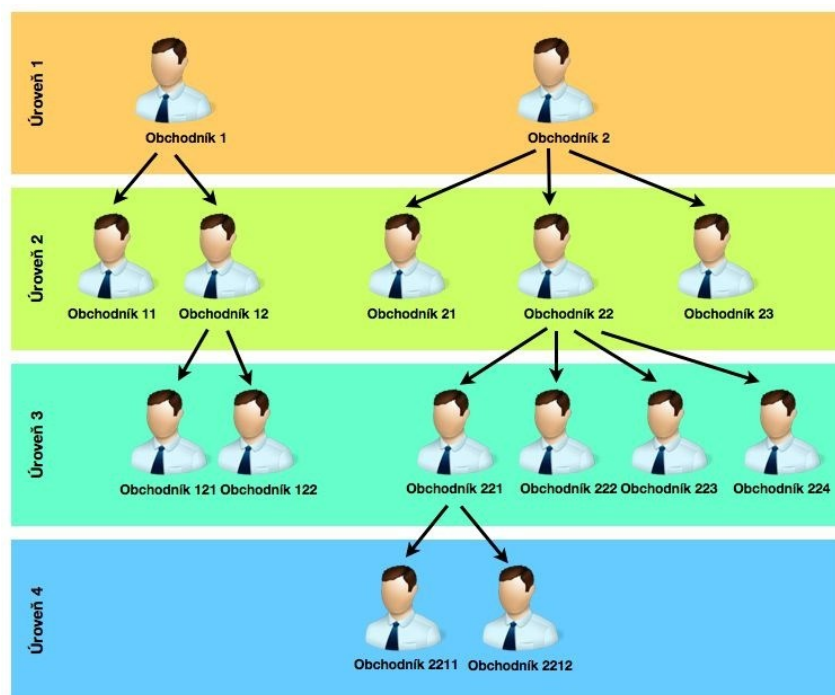 Úroveň 1
Obchodník 1
Obchodník 2
Úroveň 2
Obchodník 11
Obchodník 12
Obchodník 21
Obchodník 22
Obchodník 23
Úroveň 3
Obchodník 121
Obchodník 122
Obchodník 221
Obchodník 222
Obchodník 223
Obchodník 224
Úroveň 4
Obchodník 2211
Obchodník 2212